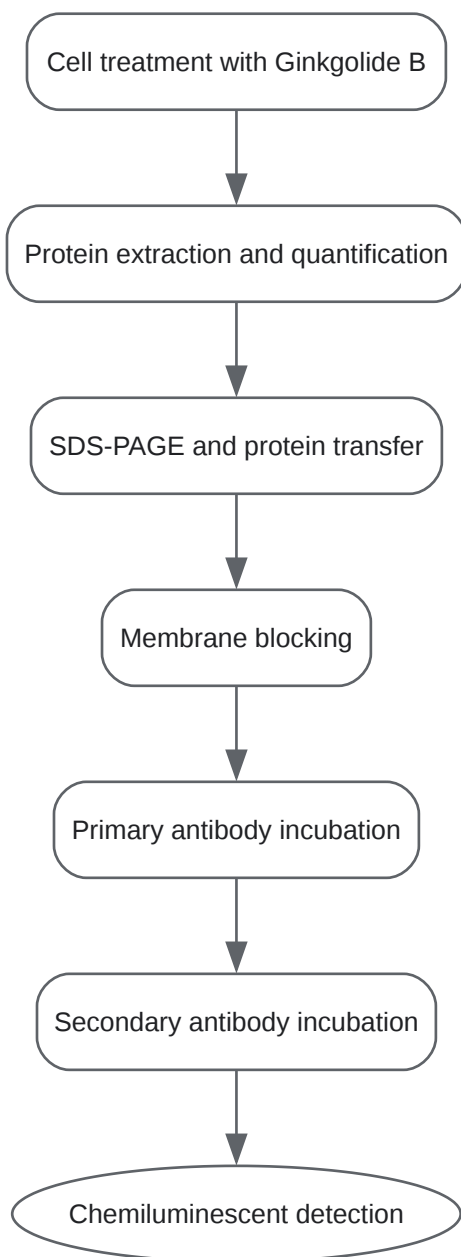 Cell treatment with Ginkgolide B
Protein extraction and quantification
SDS-PAGE and protein transfer
Membrane blocking
Primary antibody incubation
Secondary antibody incubation
Chemiluminescent detection